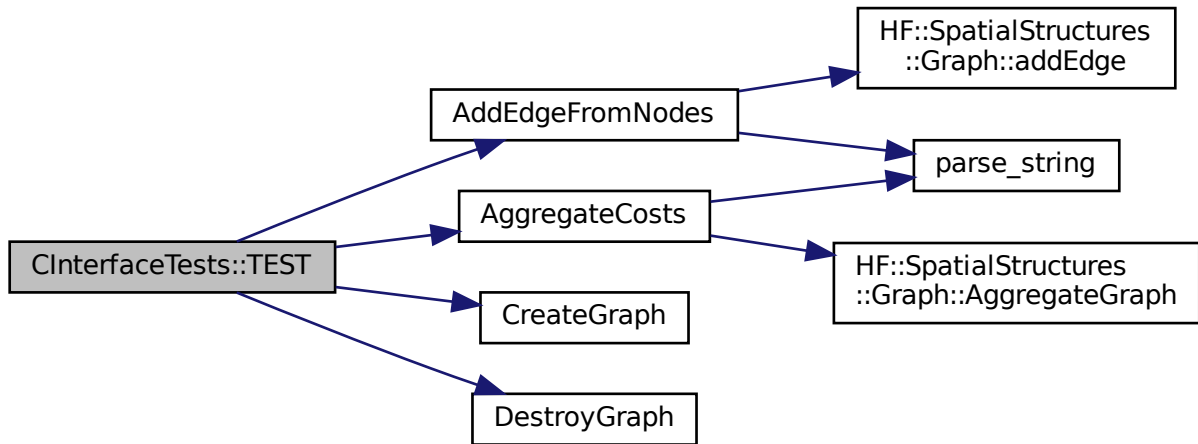 HF::SpatialStructures
::Graph::addEdge
AddEdgeFromNodes
parse_string
AggregateCosts
CInterfaceTests::TEST
HF::SpatialStructures
::Graph::AggregateGraph
CreateGraph
DestroyGraph